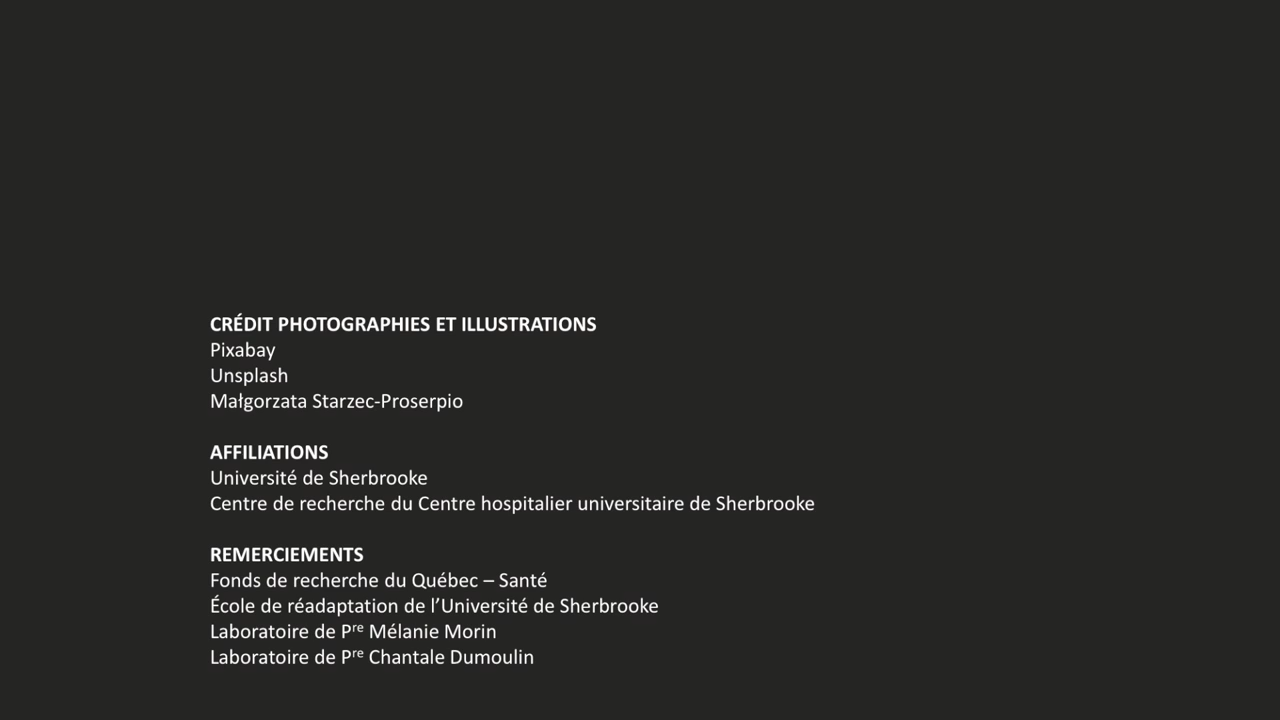 CRÉDIT PHOTOGRAPHIES ET ILLUSTRATIONS
Pixabay
Unsplash
Małgorzata Starzec-Proserpio
AFFILIATIONS
Université de Sherbrooke
Centre de recherche du Centre hospitalier universitaire de Sherbrooke
REMERCIEMENTS
Fonds de recherche du Québec – Santé
École de réadaptation de l’Université de Sherbrooke
Laboratoire de Pre Mélanie Morin
Laboratoire de Pre Chantale Dumoulin